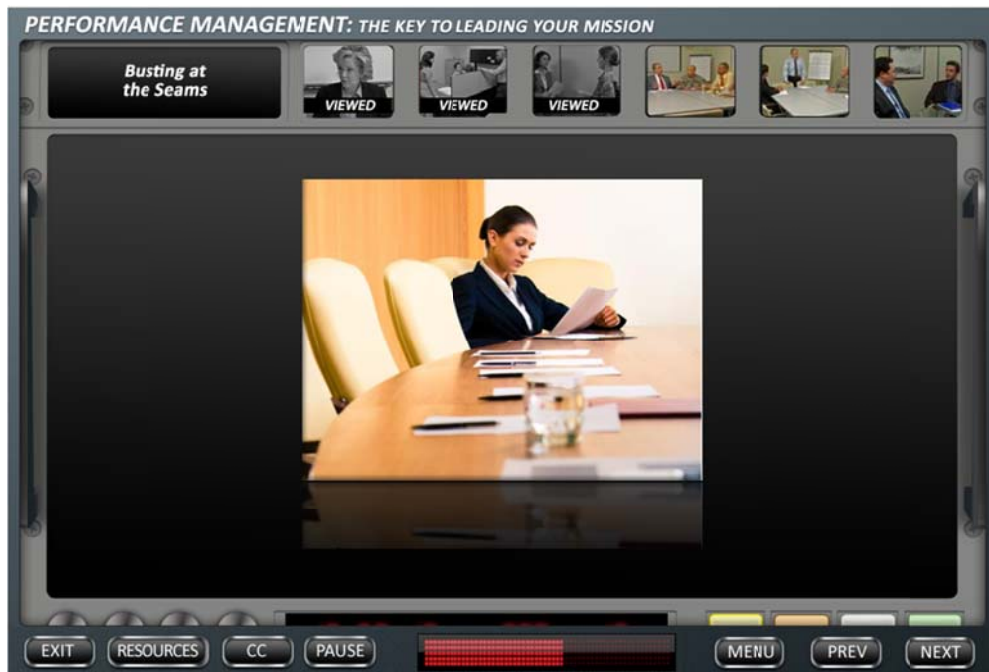 PERFORMANCE MANAGEMENT: THE KEY TO LEADING YOUR MISSION
Busting at
the Seams
VIEWED
VIEWED
VIEWED
EXIT
RESOURCES
CC
PAUSE
MENU
PREV
NEXT